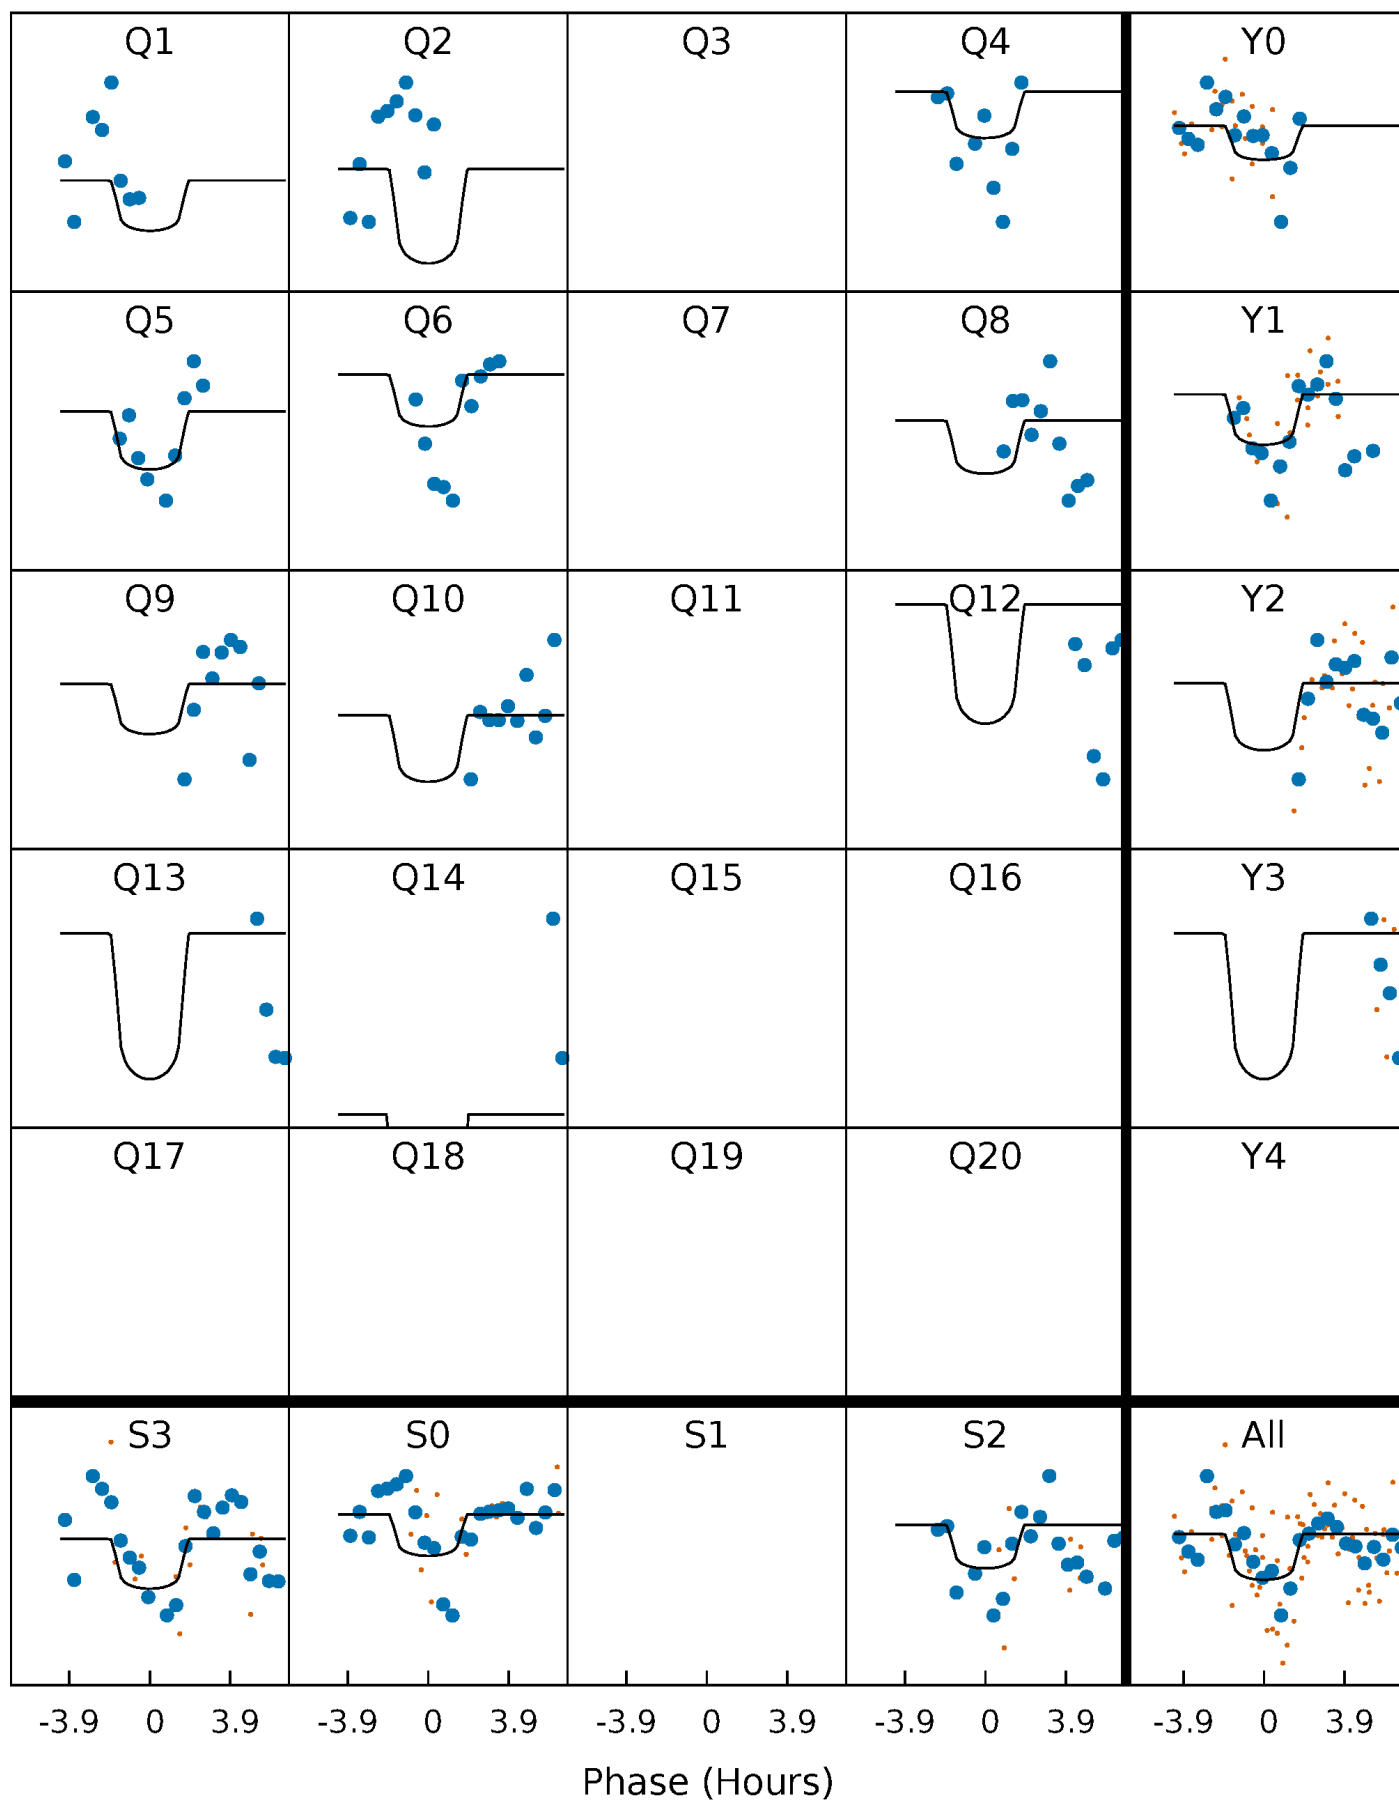 Q1 Q2 Q3 Q4 Y0
Q5 Q6 Q7 Q8 Y1
Q9 Q10 Q11 Q12 Y2
Q13 Q14 Q15 Q16 Y3
Q17 Q18 Q19 Q20 Y4
S3 S0 S1 S2 All
-3.9 0 3.9 -3.9 0 3.9 -3.9 0 3.9 -3.9 0 3.9 -3.9 0 3.9
Phase (Hours)